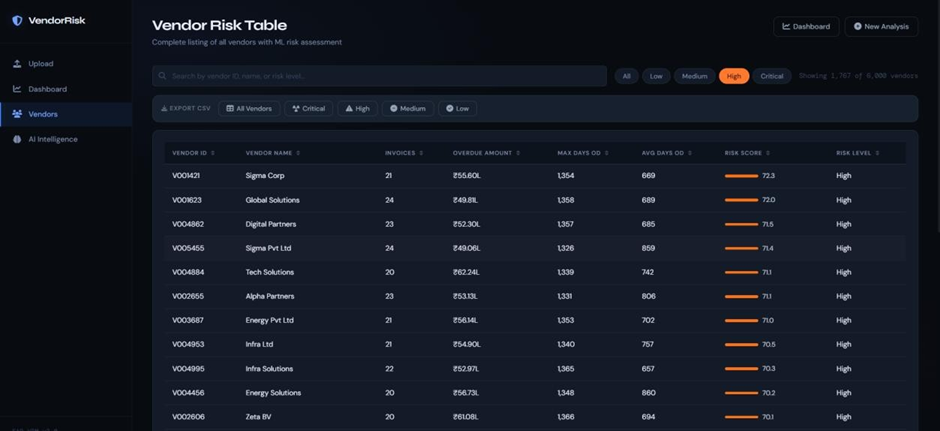 VendorRisk
Upload
Dashboard
Vendors
AI Intelligence
Vendor Risk Table
Complete listing of all vendors with ML risk assessment
Dashboard
New Analysis
Search by vendor ID, name, or risk level.
All Low Medium High Critical
Showing 1,767 of 6,000 vendors
EXPORT CSV All Vendors Critical High Medium Low
VENDOR ID VENDOR NAME INVOICES OVERDUE AMOUNT MAX DAYS OD AVG DAYS OD RISK SCORE RISK LEVEL
V001421 Sigma Corp 21 ₹55.60L 1,354 669 72.3 High
V001623 Global Solutions 24 ₹49.81L 1,358 689 72.0 High
V004862 Digital Partners 23 ₹52.30L 1,357 685 71.5 High
V005455 Sigma Pvt Ltd 24 ₹49.06L 1,326 859 71.4 High
V004884 Tech Solutions 20 ₹62.24L 1,339 742 71.1 High
V002655 Alpha Partners 23 ₹53.13L 1,331 806 71.1 High
V003687 Energy Pvt Ltd 21 ₹56.14L 1,353 702 71.0 High
V004953 Infra Ltd 21 ₹54.90L 1,340 757 70.5 High
V004995 Infra Solutions 22 ₹52.97L 1,365 657 70.3 High
V004456 Energy Solutions 20 ₹56.73L 1,348 860 70.2 High
V002606 Zeta BV 20 ₹61.08L 1,366 694 70.1 High